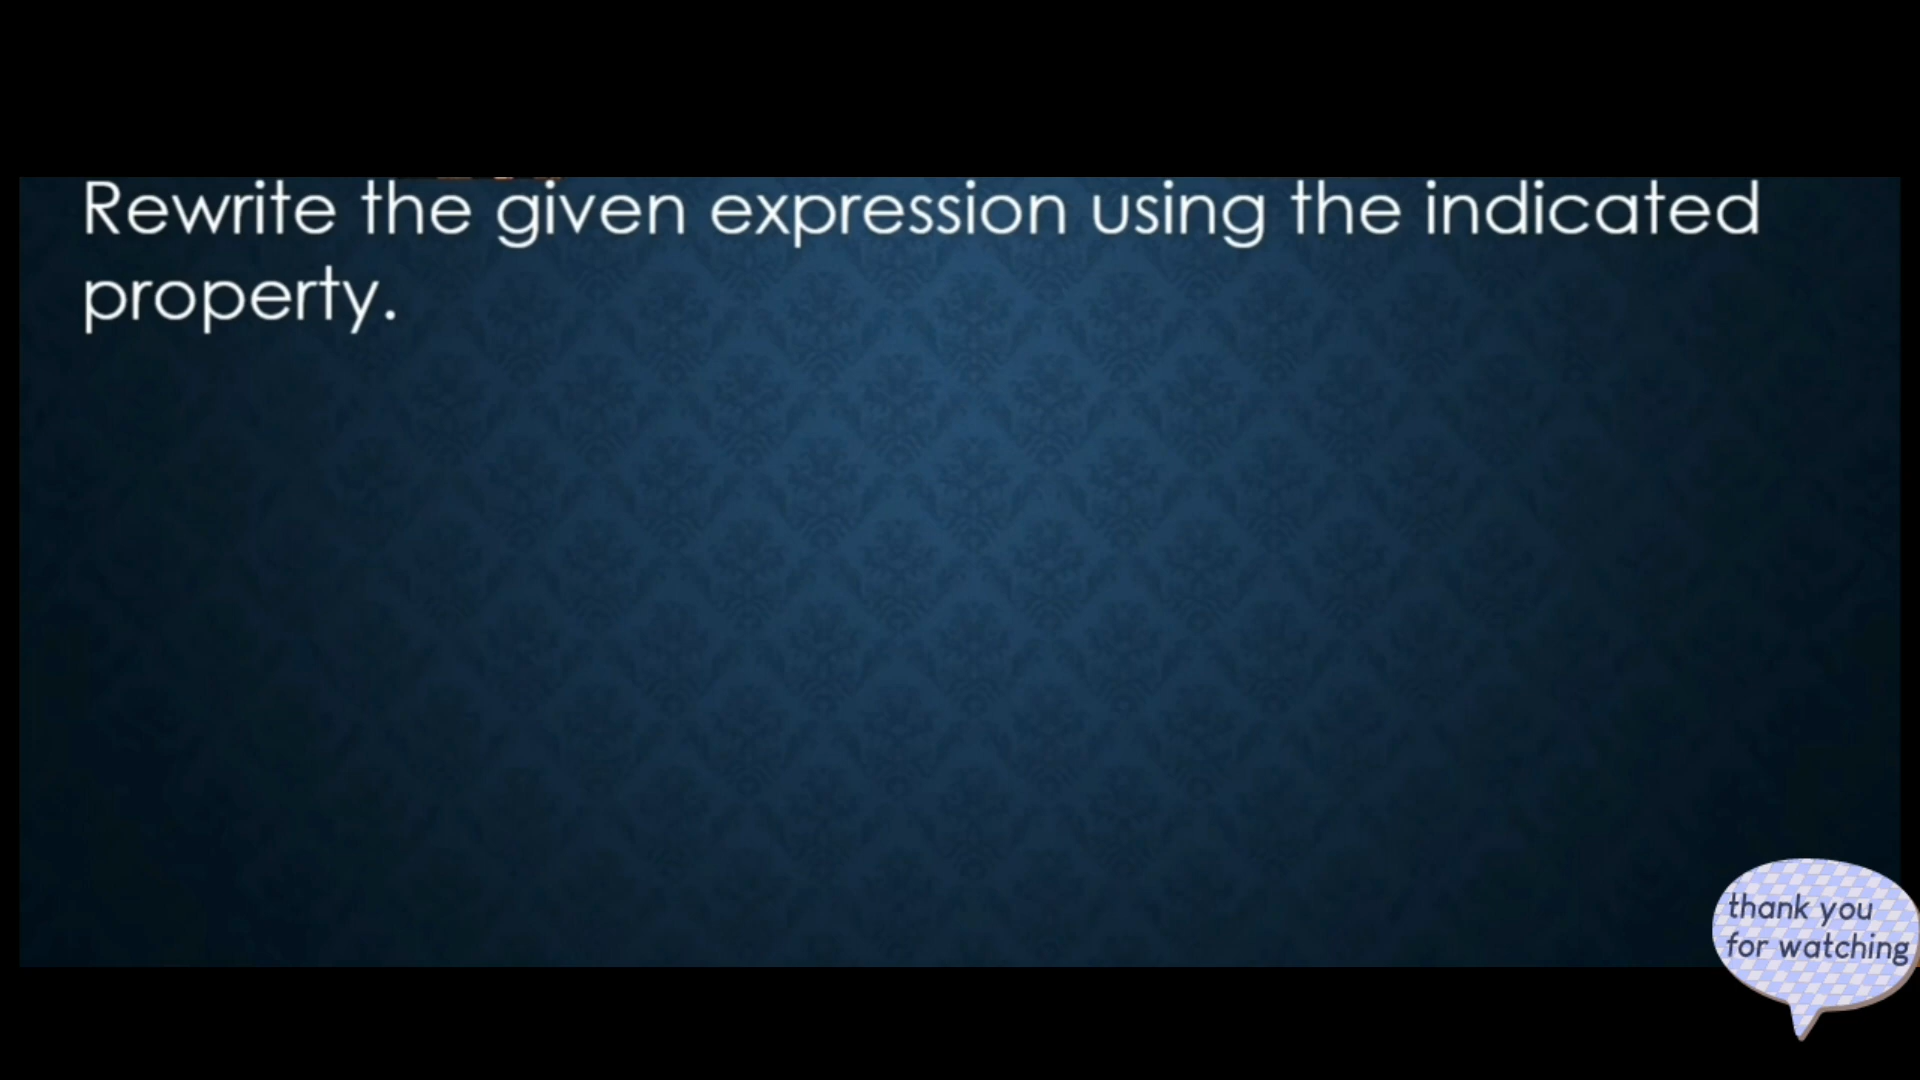 Rewrite the given expression using the indicated
property.
thank you
for watching